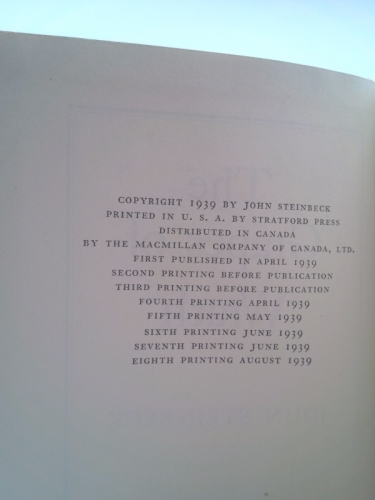 COPYRIGHT 1939 BY JOHN STEINBECK
PRINTED IN U. S. A. BY STRATFORD PRESS
DISTRIBUTED IN CANADA
BY THE MACMILLAN COMPANY OF CANADA, LTD.
FIRST PUBLISHED IN APRIL 1939
SECOND PRINTING BEFORE PUBLICATION
THIRD PRINTING BEFORE PUBLICATION
FOURTH PRINTING APRIL 1939
FIFTH PRINTING MAY 1939
SIXTH PRINTING JUNE 1939
SEVENTH PRINTING JUNE 1939
EIGHTH PRINTING AUGUST 1939